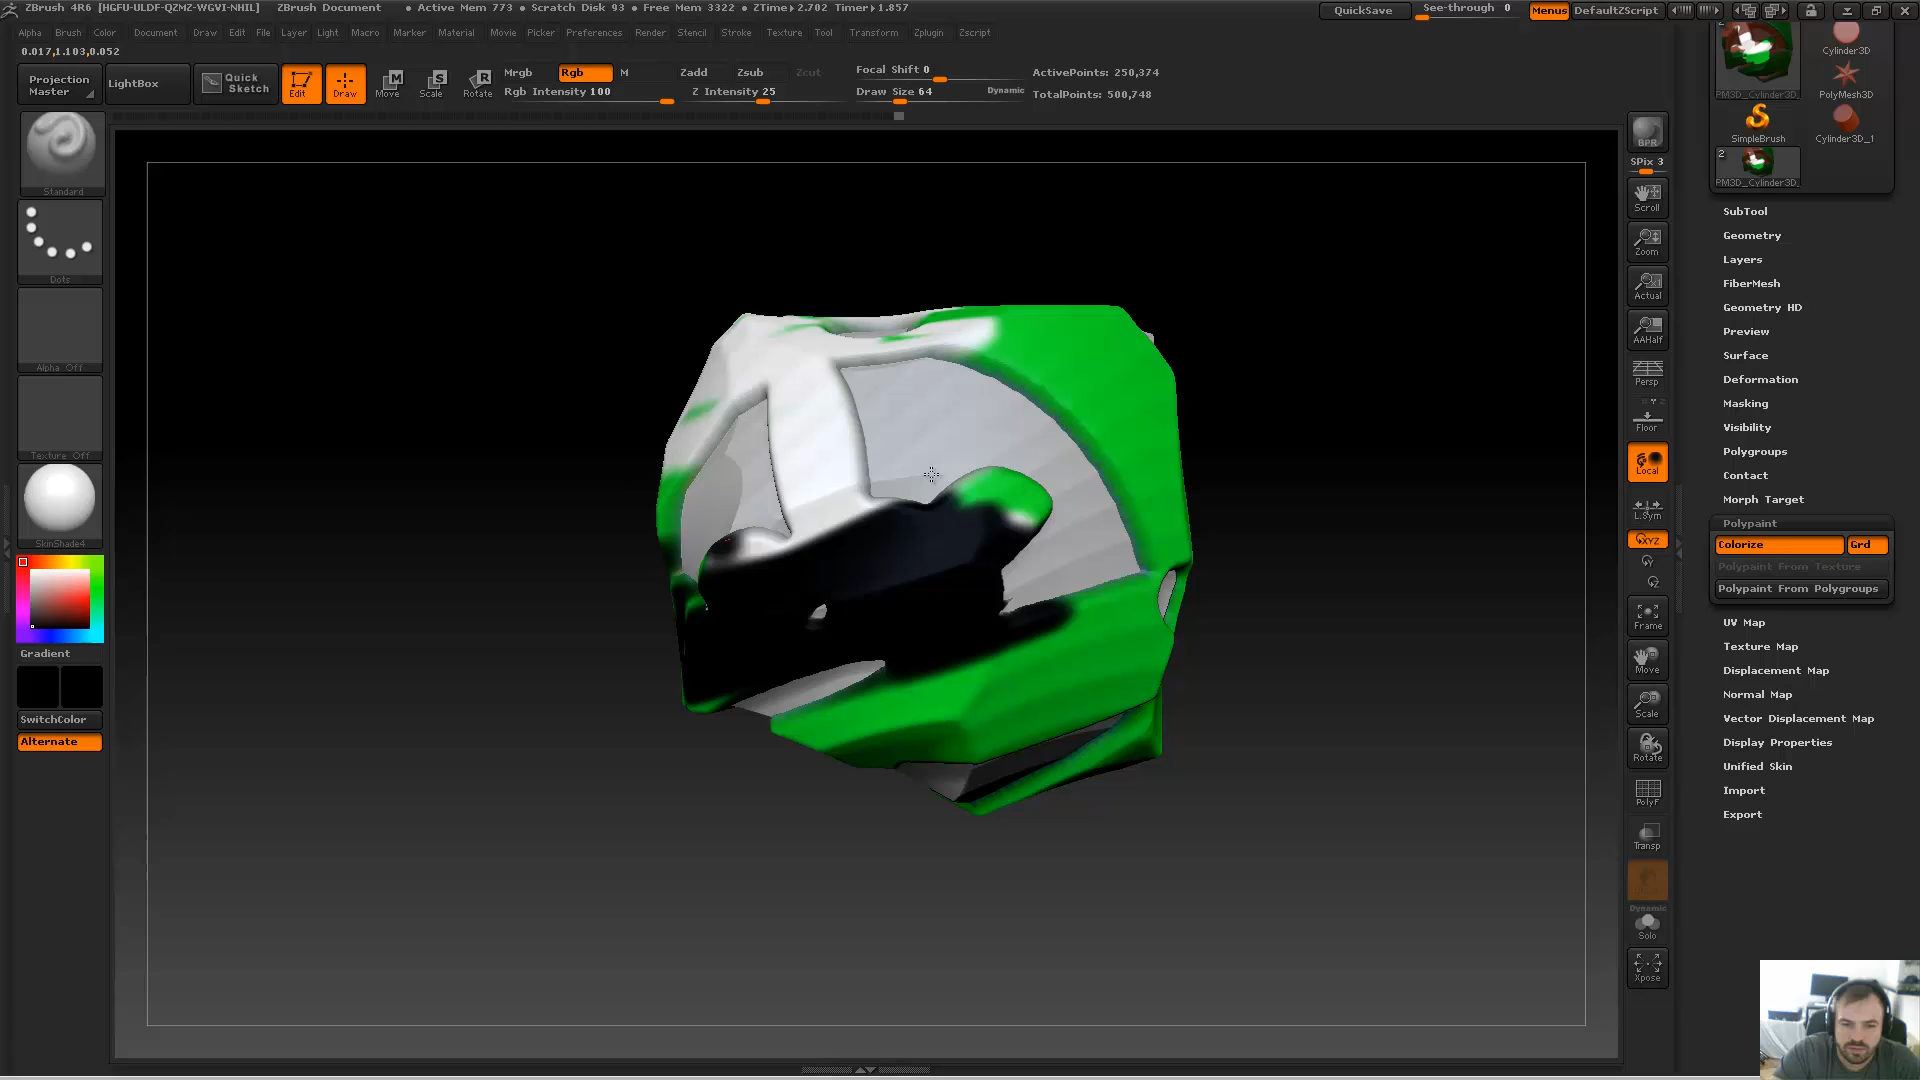 ZBrush 4R6 [HGFU-ULDF-QZMZ-WGVI-NHIL] ZBrush Document • Active Mem 773 • Scratch Disk 93 • Free Mem 3322 • ZTime▸2.702 Timer▸1.857 QuickSave See-through 0 Menus DefaultZScript
Alpha Brush Color Document Draw Edit File Layer Light Macro Marker Material Movie Picker Preferences Render Stencil Stroke Texture Tool Transform Zplugin Zscript
0.017,1.103,0.052
Projection Master
LightBox
Quick Sketch
Edit
Draw
Move
Scale
Rotate
Mrgb Rgb M Zadd Zsub Zcut
Rgb Intensity 100 Z Intensity 25
Focal Shift 0
Draw Size 64 Dynamic
ActivePoints: 250,374
TotalPoints: 500,748
Standard
Dots
Alpha Off
Texture Off
SkinShade4
Gradient
SwitchColor
Alternate
BPR
SPix 3
Scroll
Zoom
Actual
AAHalf
Persp
Floor
Local
L.Sym
XYZ
Frame
Move
Scale
Rotate
PolyF
Transp
Dynamic
Solo
Xpose
Cylinder3D
PM3D_Cylinder3D_
PolyMesh3D
SimpleBrush
Cylinder3D_1
2
PM3D_Cylinder3D_
SubTool
Geometry
Layers
FiberMesh
Geometry HD
Preview
Surface
Deformation
Masking
Visibility
Polygroups
Contact
Morph Target
Polypaint
Colorize Grd
Polypaint From Texture
Polypaint From Polygroups
UV Map
Texture Map
Displacement Map
Normal Map
Vector Displacement Map
Display Properties
Unified Skin
Import
Export